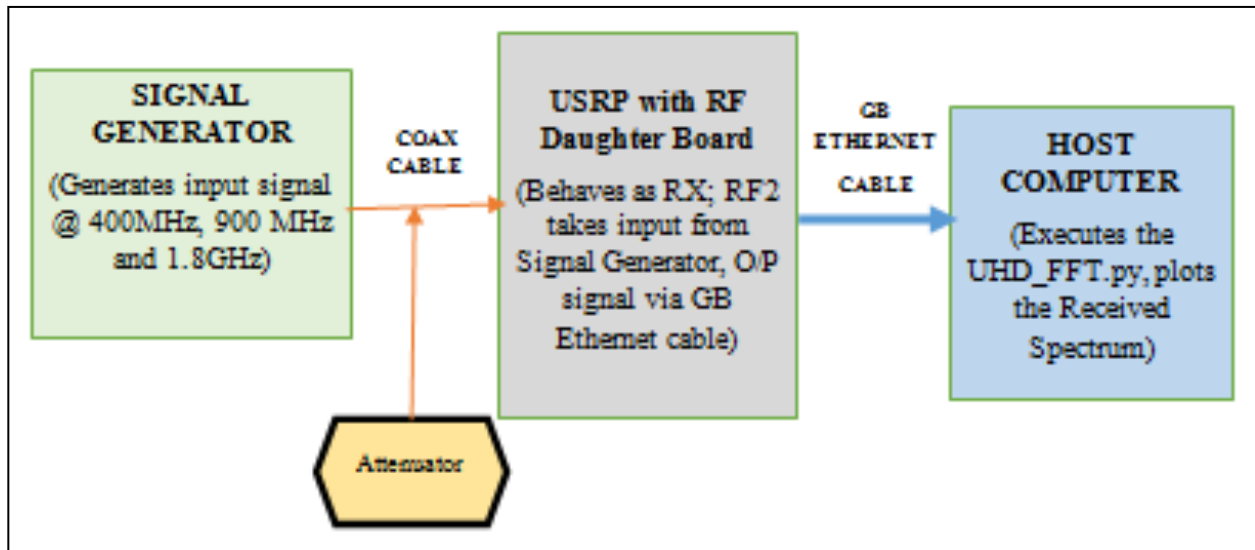 SIGNAL
GENERATOR
(Generates input signal
@ 400MHz, 900 MHz
and 1.8GHz)
COAX
CABLE
USRP with RF
Daughter Board
(Behaves as RX; RF2
takes input from
Signal Generator, O/P
signal via GB
Ethernet cable)
GB
ETHERNET
CABLE
HOST
COMPUTER
(Executes the
UHD_FFT.py, plots
the Received
Spectrum)
Attenuator